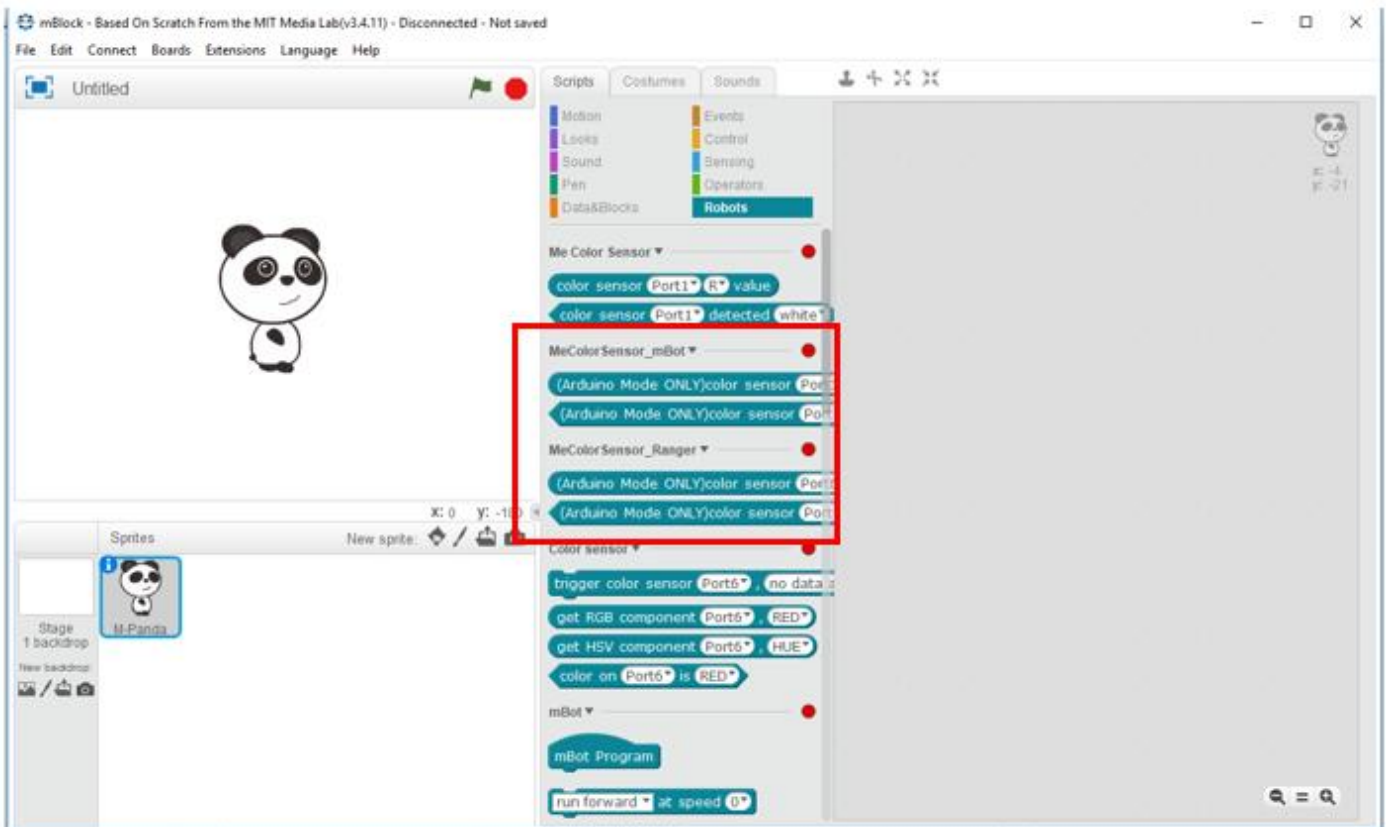 mBlock - Based On Scratch From the MIT Media Lab(v3.4.11) - Disconnected - Not saved
File Edit Connect Boards Extensions Language Help
Untitled
Scripts Costumes Sounds
Motion Events
Looks Control
Sound Sensing
Pen Operators
Data&Blocks Robots
x: -4
y: -21
Me Color Sensor
color sensor Port1 R value
color sensor Port1 detected white
MeColorSensor_mBot
(Arduino Mode ONLY)color sensor
(Arduino Mode ONLY)color sensor
MeColorSensor_Ranger
(Arduino Mode ONLY)color sensor
(Arduino Mode ONLY)color sensor
Color sensor
trigger color sensor Port6 , no data
get RGB component Port6 , RED
get HSV component Port6 , HUE
color on Port6 is RED
mBot
mBot Program
run forward at speed 0
X: 0 y:
Sprites New sprite:
Stage
1 backdrop
New backdrop:
M-Panda